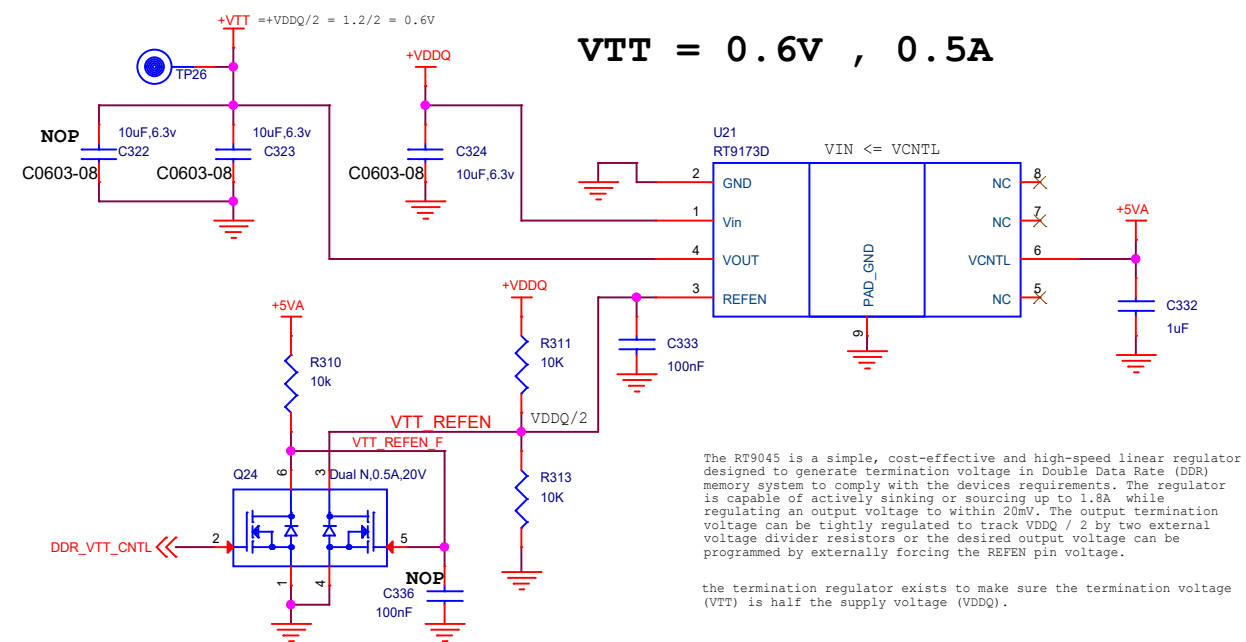 +VTT =+VDDQ/2 = 1.2/2 = 0.6V
VTT = 0.6V , 0.5A
TP26
+VDDQ
NOP
10uF,6.3v
C322
C0603-08
10uF,6.3v
C323
C0603-08
C324
C0603-08
10uF,6.3v
U21
RT9173D
VIN <= VCNTL
2
GND
NC
8
1
Vin
NC
7
4
VOUT
VCNTL
6
3
REFEN
NC
5
PAD_GND
9
+5VA
C332
1uF
+5VA
+VDDQ
R310
10k
R311
10K
C333
100nF
VTT_REFEN
VDDQ/2
VTT_REFEN_F
Q24
6
3
Dual N,0.5A,20V
R313
10K
DDR_VTT_CNTL
2
5
1
4
NOP
C336
100nF
The RT9045 is a simple, cost-effective and high-speed linear regulator
designed to generate termination voltage in Double Data Rate (DDR)
memory system to comply with the devices requirements. The regulator
is capable of actively sinking or sourcing up to 1.8A while
regulating an output voltage to within 20mV. The output termination
voltage can be tightly regulated to track VDDQ / 2 by two external
voltage divider resistors or the desired output voltage can be
programmed by externally forcing the REFEN pin voltage.
the termination regulator exists to make sure the termination voltage
(VTT) is half the supply voltage (VDDQ).